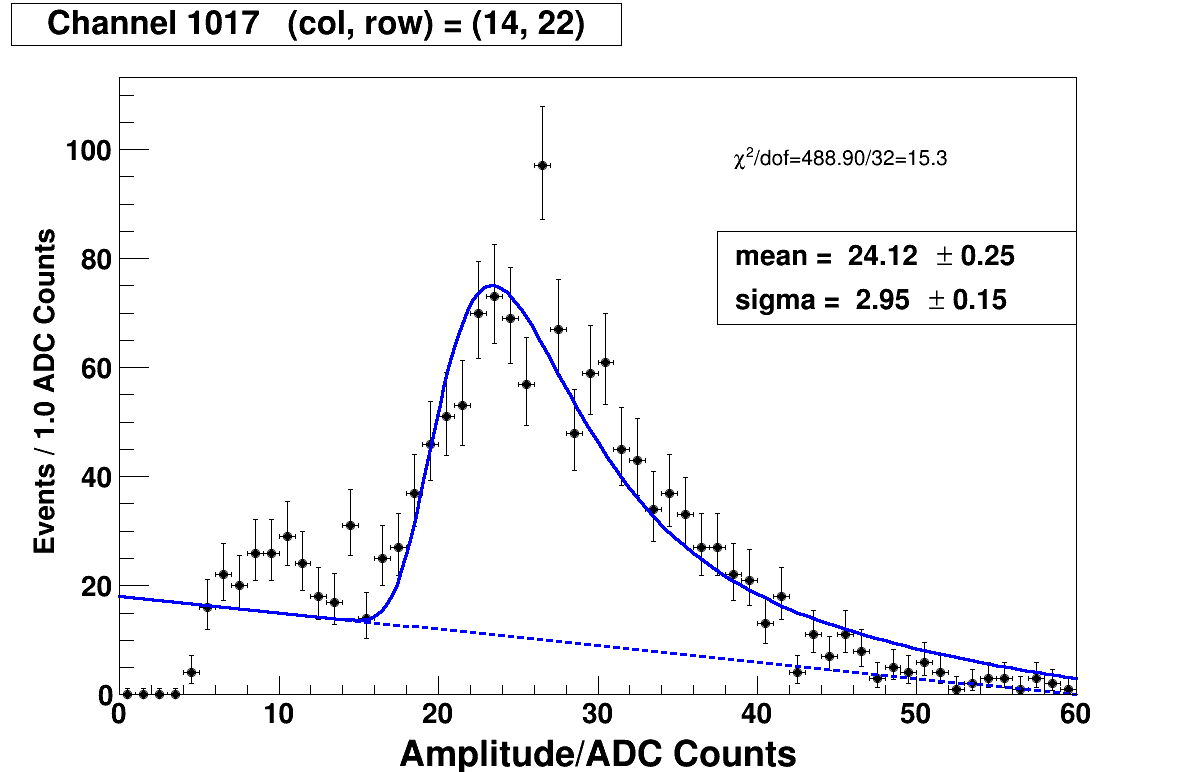 Channel 1017 (col, row) = (14, 22)
χ²/dof=488.90/32=15.3
mean = 24.12 ± 0.25
sigma = 2.95 ± 0.15
Events / 1.0 ADC Counts
100
80
60
40
20
0
0 10 20 30 40 50 60
Amplitude/ADC Counts